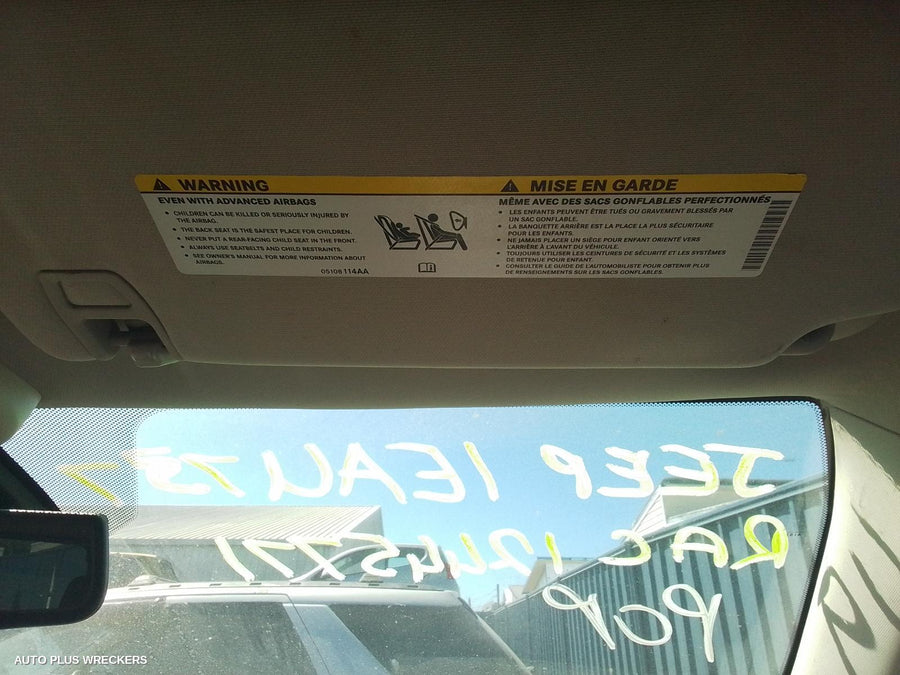 WARNING
EVEN WITH ADVANCED AIRBAGS
• CHILDREN CAN BE KILLED OR SERIOUSLY INJURED BY
THE AIRBAG.
• THE BACK SEAT IS THE SAFEST PLACE FOR CHILDREN.
• NEVER PUT A REAR-FACING CHILD SEAT IN THE FRONT.
• ALWAYS USE SEATBELTS AND CHILD RESTRAINTS.
• SEE OWNER'S MANUAL FOR MORE INFORMATION ABOUT
AIRBAGS.
05108114AA
MISE EN GARDE
MÊME AVEC DES SACS GONFLABLES PERFECTIONNÉS
• LES ENFANTS PEUVENT ÊTRE TUÉS OU GRAVEMENT BLESSÉS PAR
UN SAC GONFLABLE.
• LA BANQUETTE ARRIÈRE EST LA PLACE LA PLUS SÉCURITAIRE
POUR LES ENFANTS.
• NE JAMAIS PLACER UN SIÈGE POUR ENFANT ORIENTÉ VERS
L'ARRIÈRE À L'AVANT DU VÉHICULE.
• TOUJOURS UTILISER LES CEINTURES DE SÉCURITÉ ET LES SYSTÈMES
DE RETENUE POUR ENFANT.
• CONSULTER LE GUIDE DE L'AUTOMOBILISTE POUR OBTENIR PLUS
DE RENSEIGNEMENTS SUR LES SACS GONFLABLES.
JEEP
PCP
AUTO PLUS WRECKERS